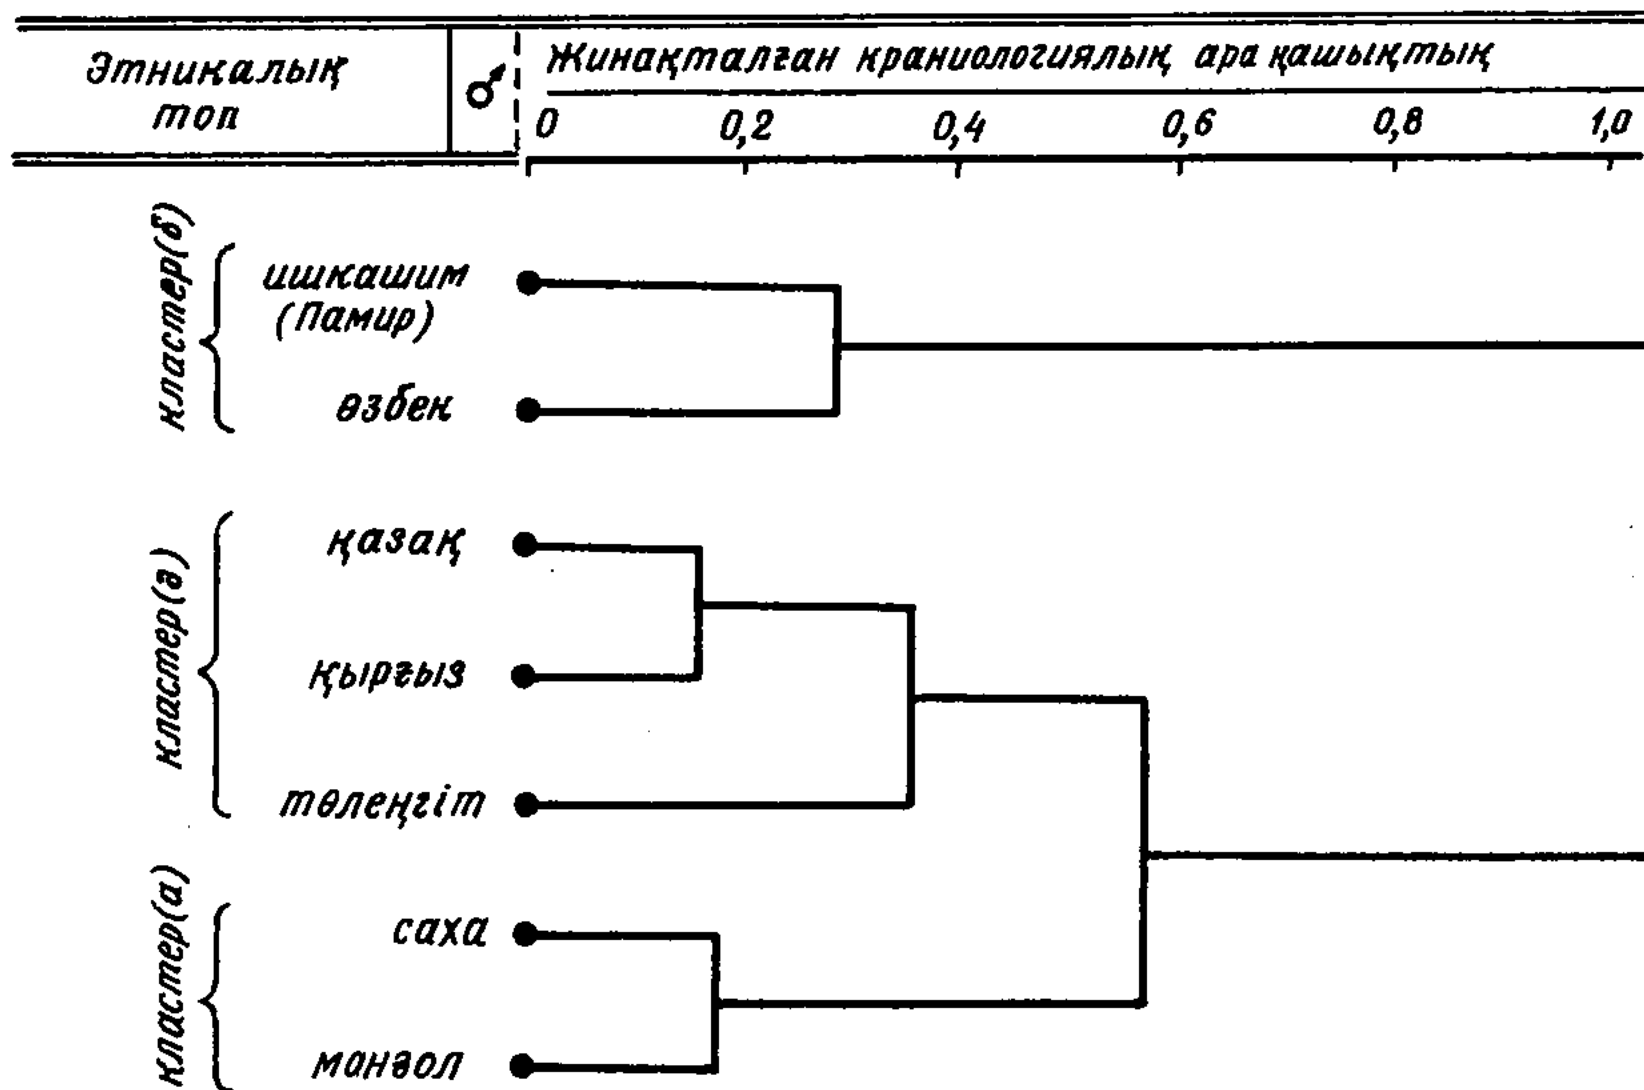 Этникалық
топ
♂
Жинақталған краниологиялық ара қашықтық
0 0,2 0,4 0,6 0,8 1,0
кластер(б)
ишкашим
(Памир)
өзбек
кластер(ә)
қазақ
қырғыз
төлеңгіт
кластер(а)
саха
монғол